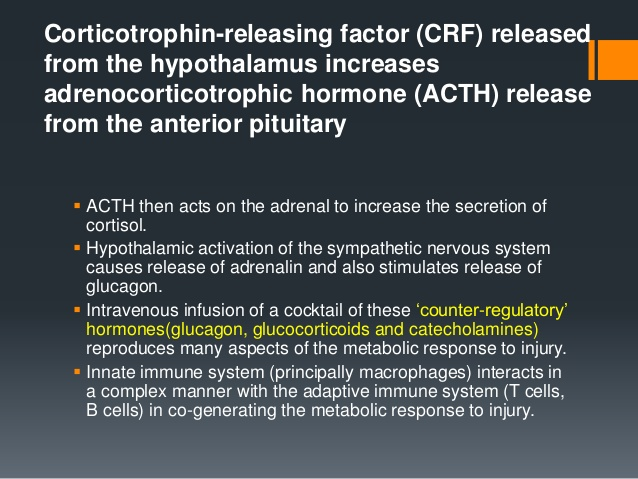 Corticotrophin-releasing factor (CRF) released
from the hypothalamus increases
adrenocorticotrophic hormone (ACTH) release
from the anterior pituitary
ACTH then acts on the adrenal to increase the secretion of
cortisol.
Hypothalamic activation of the sympathetic nervous system
causes release of adrenalin and also stimulates release of
glucagon.
Intravenous infusion of a cocktail of these ‘counter-regulatory’
hormones(glucagon, glucocorticoids and catecholamines)
reproduces many aspects of the metabolic response to injury.
Innate immune system (principally macrophages) interacts in
a complex manner with the adaptive immune system (T cells,
B cells) in co-generating the metabolic response to injury.